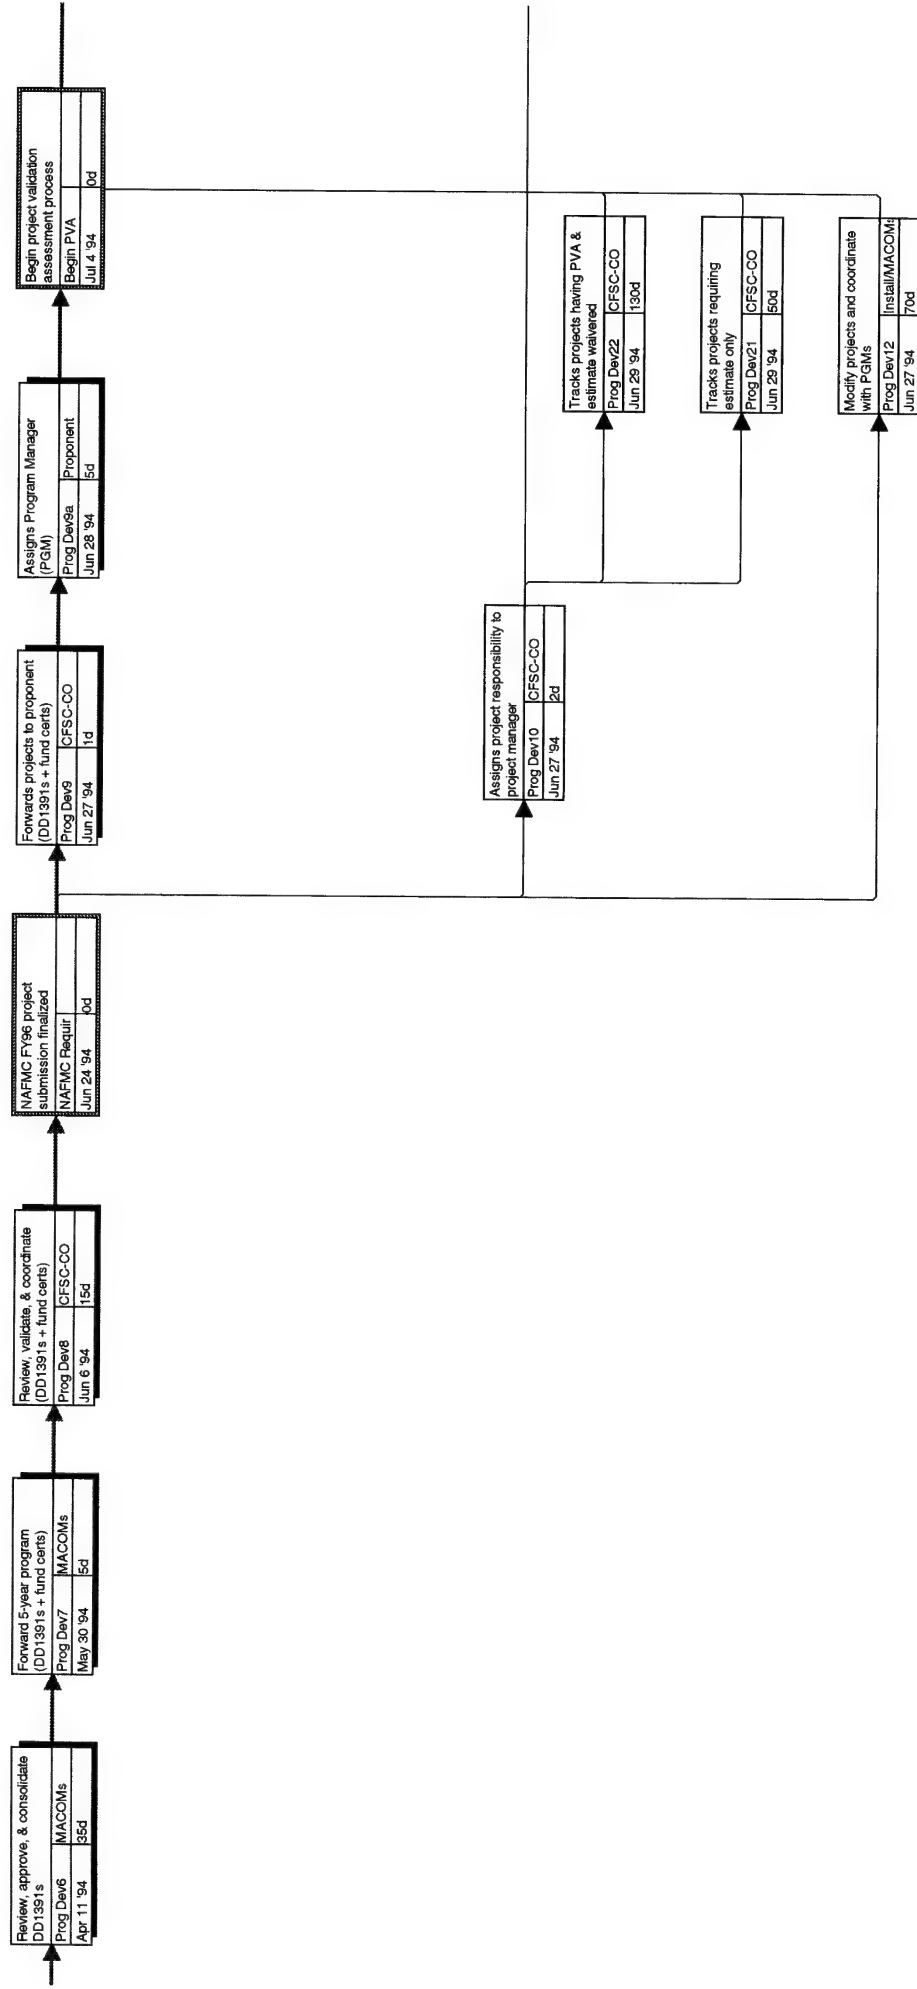 Review, approve, & consolidate
DD1391s
Prog Dev6 MACOMs
Apr 11 '94 35d
Forward 5-year program
(DD1391s + fund certs)
Prog Dev7 MACOMs
May 30 '94 5d
Review, validate, & coordinate
(DD1391s + fund certs)
Prog Dev8 CFSC-CO
Jun 6 '94 15d
NAFMC FY96 project
submission finalized
NAFMC Requir
Jun 24 '94 0d
Forwards projects to proponent
(DD1391s + fund certs)
Prog Dev9 CFSC-CO
Jun 27 '94 1d
Assigns Program Manager
(PGM)
Prog Dev9a Proponent
Jun 28 '94 5d
Begin project validation
assessment process
Begin PVA
Jul 4 '94 0d
Assigns project responsibility to
project manager
Prog Dev10 CFSC-CO
Jun 27 '94 2d
Tracks projects having PVA &
estimate waivered
Prog Dev22 CFSC-CO
Jun 29 '94 130d
Tracks projects requiring
estimate only
Prog Dev21 CFSC-CO
Jun 29 '94 50d
Modify projects and coordinate
with PGMs
Prog Dev12 Install/MACOMs
Jun 27 '94 70d